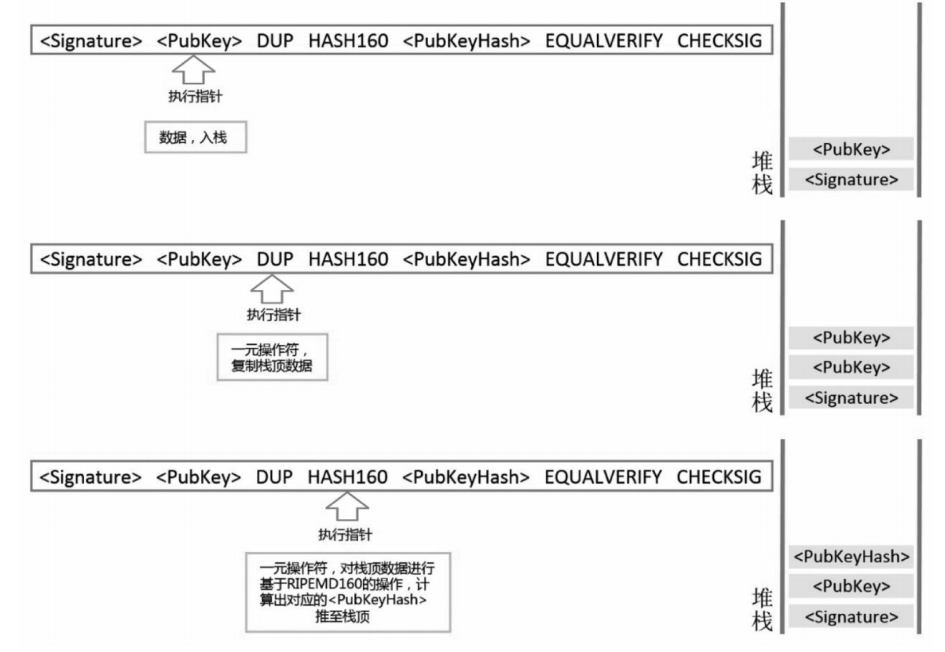 <Signature> <PubKey> DUP HASH160 <PubKeyHash> EQUALVERIFY CHECKSIG
执行指针
数据，入栈
堆栈
<PubKey>
<Signature>
<Signature> <PubKey> DUP HASH160 <PubKeyHash> EQUALVERIFY CHECKSIG
执行指针
一元操作符，
复制栈顶数据
堆栈
<PubKey>
<PubKey>
<Signature>
<Signature> <PubKey> DUP HASH160 <PubKeyHash> EQUALVERIFY CHECKSIG
执行指针
一元操作符，对栈顶数据进行
基于RIPEMD160的操作，计
算出对应的<PubKeyHash>
推至栈顶
堆栈
<PubKeyHash>
<PubKey>
<Signature>